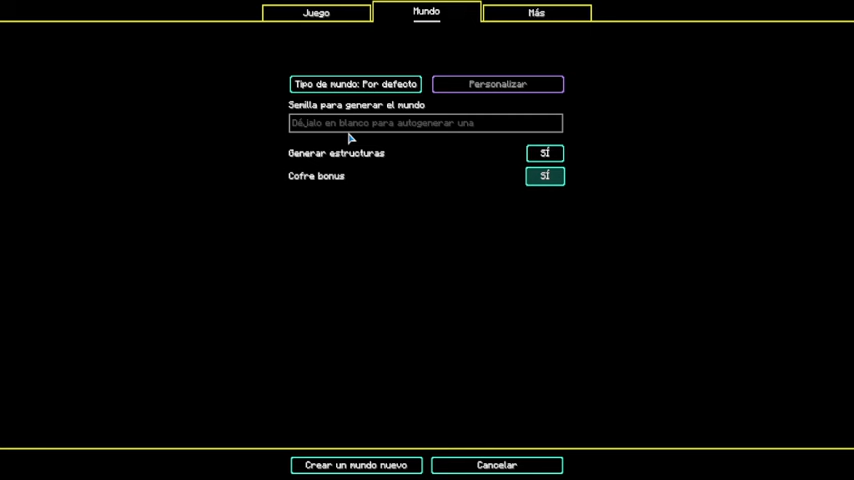 Juego Mundo Más
Tipo de mundo: Por defecto Personalizar
Semilla para generar el mundo
Déjalo en blanco para autogenerar una
Generar estructuras SÍ
Cofre bonus SÍ
Crear un mundo nuevo Cancelar